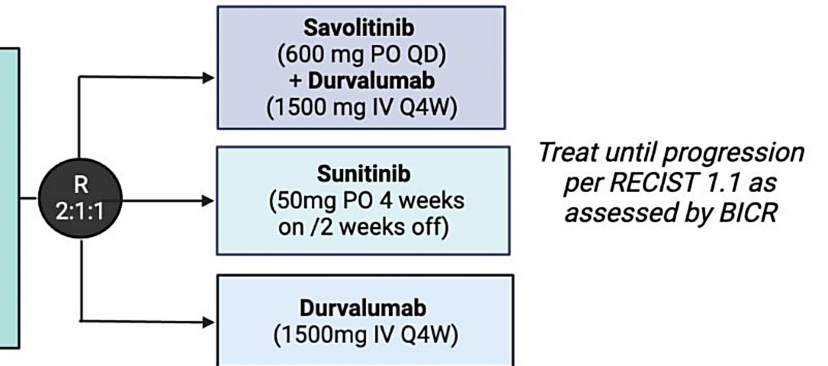 Savolitinib
(600 mg PO QD)
+ Durvalumab
(1500 mg IV Q4W)
R
2:1:1
Sunitinib
(50mg PO 4 weeks
on /2 weeks off)
Durvalumab
(1500mg IV Q4W)
Treat until progression
per RECIST 1.1 as
assessed by BICR